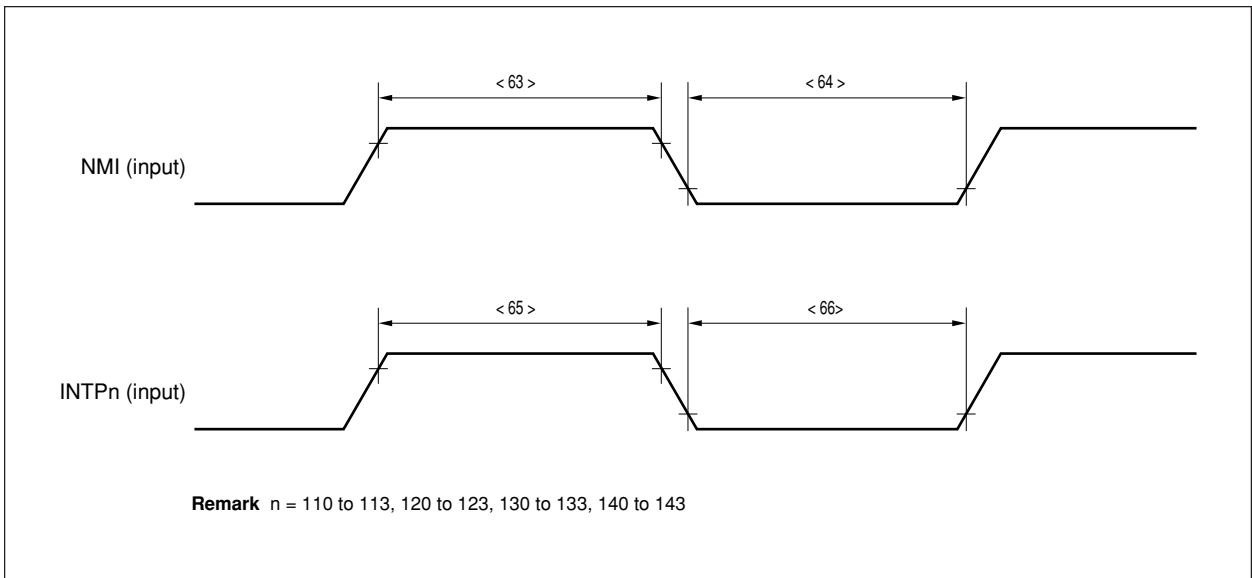 < 63 >
< 64 >
NMI (input)
< 65 >
< 66>
INTPn (input)
Remark n = 110 to 113, 120 to 123, 130 to 133, 140 to 143